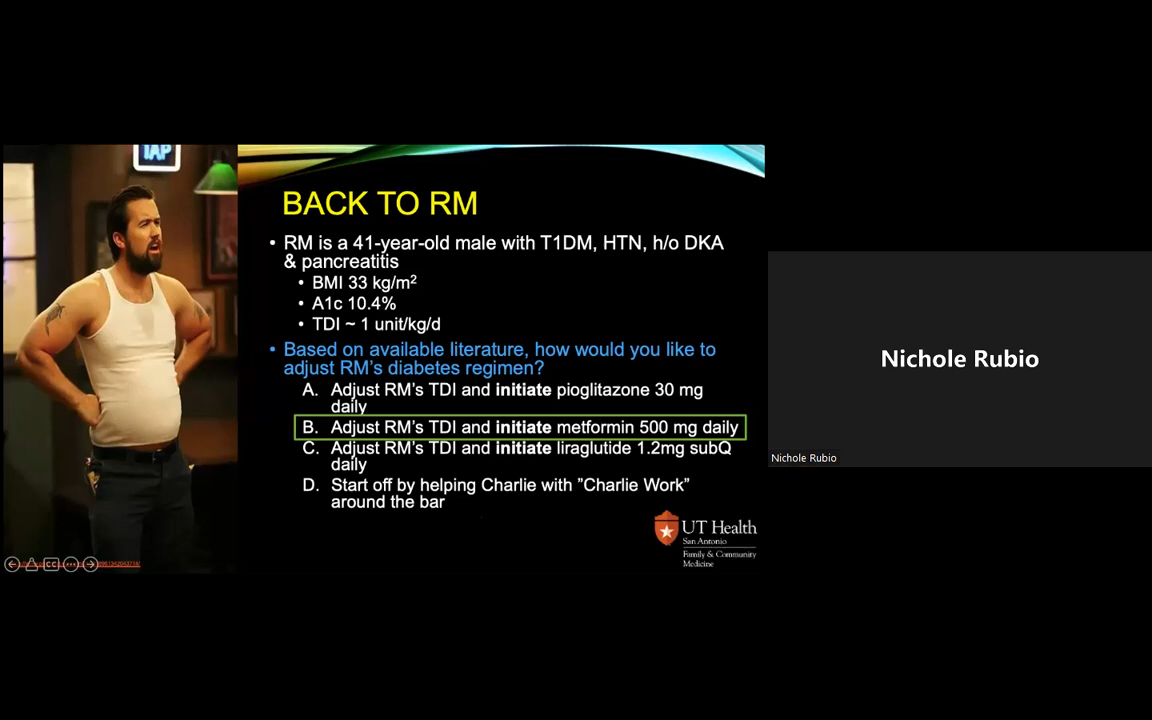 TAP
BACK TO RM
• RM is a 41-year-old male with T1DM, HTN, h/o DKA
& pancreatitis
• BMI 33 kg/m²
• A1c 10.4%
• TDI ~ 1 unit/kg/d
• Based on available literature, how would you like to
adjust RM's diabetes regimen?
A. Adjust RM's TDI and initiate pioglitazone 30 mg
daily
B. Adjust RM's TDI and initiate metformin 500 mg daily
C. Adjust RM's TDI and initiate liraglutide 1.2mg subQ
daily
D. Start off by helping Charlie with ”Charlie Work”
around the bar
UT Health
San Antonio
Family & Community
Medicine
CC
Nichole Rubio
Nichole Rubio